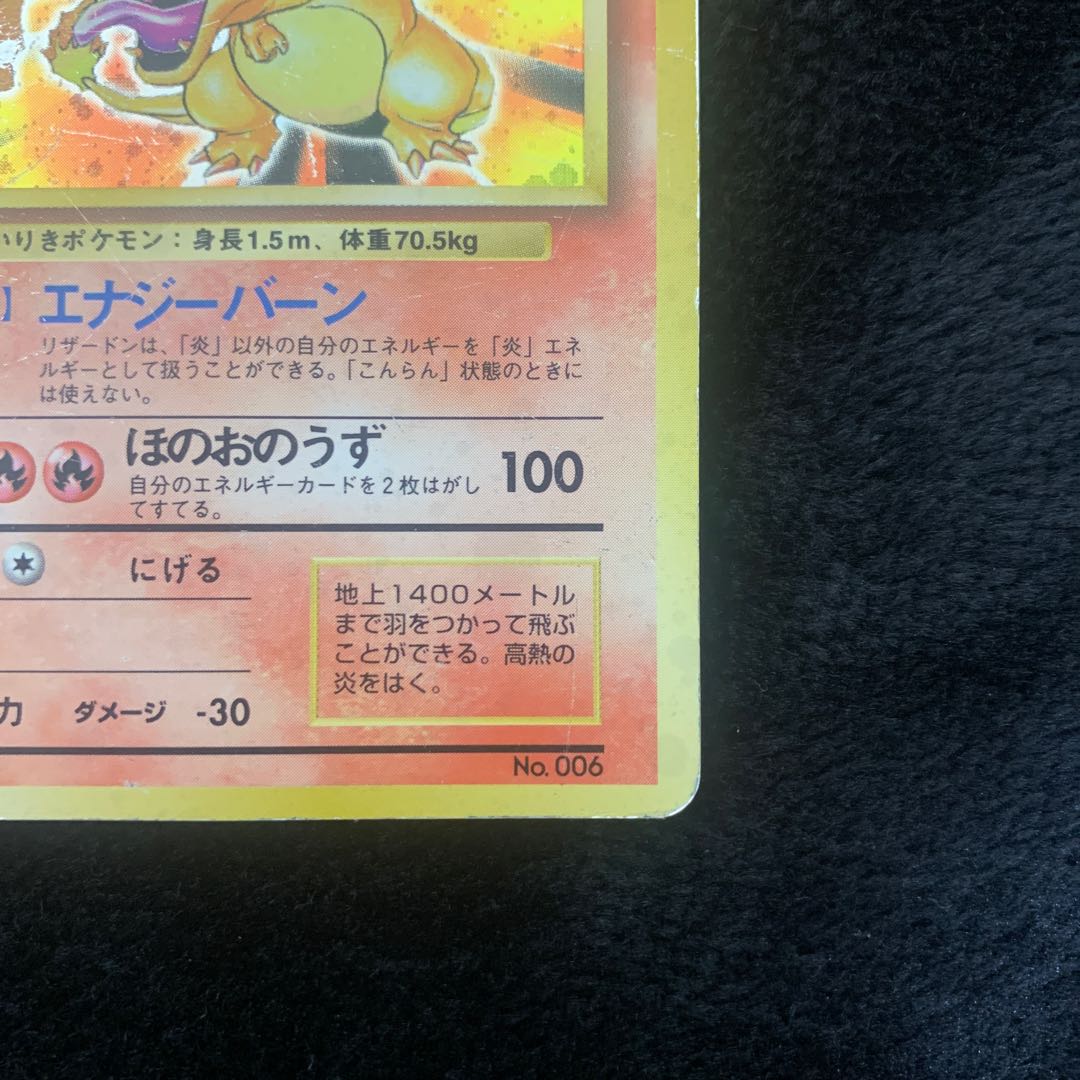 いりきポケモン：身長1.5m、体重70.5kg
】エナジーバーン
リザードンは、「炎」以外の自分のエネルギーを「炎」エネ
ルギーとして扱うことができる。「こんらん」状態のときに
は使えない。
ほのおのうず 100
自分のエネルギーカードを2枚はがし
てすてる。
にげる
地上1400メートル
まで羽をつかって飛ぶ
ことができる。高熱の
炎をはく。
力 ダメージ -30
No. 006